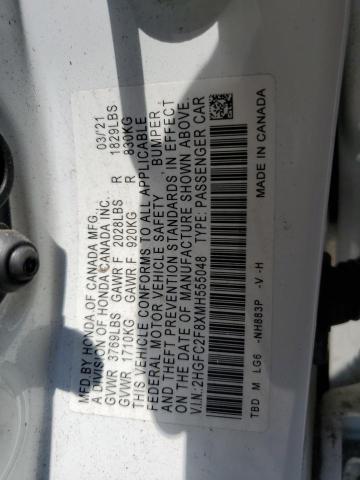 MFD BY HONDA OF CANADA MFG. 03/21
A DIVISION OF HONDA CANADA INC.
GVWR 3769LBS GAWR F 2028LBS R 1829LBS
GVWR 1710KG GAWR F 920KG R 830KG
THIS VEHICLE CONFORMS TO ALL APPLICABLE
FEDERAL MOTOR VEHICLE SAFETY, BUMPER
AND THEFT PREVENTION STANDARDS IN EFFECT
ON THE DATE OF MANUFACTURE SHOWN ABOVE.
V.I.N.:2HGFC2F8XMH555048 TYPE: PASSENGER CAR
TBD M LG6 -NH883P -V -H MADE IN CANADA